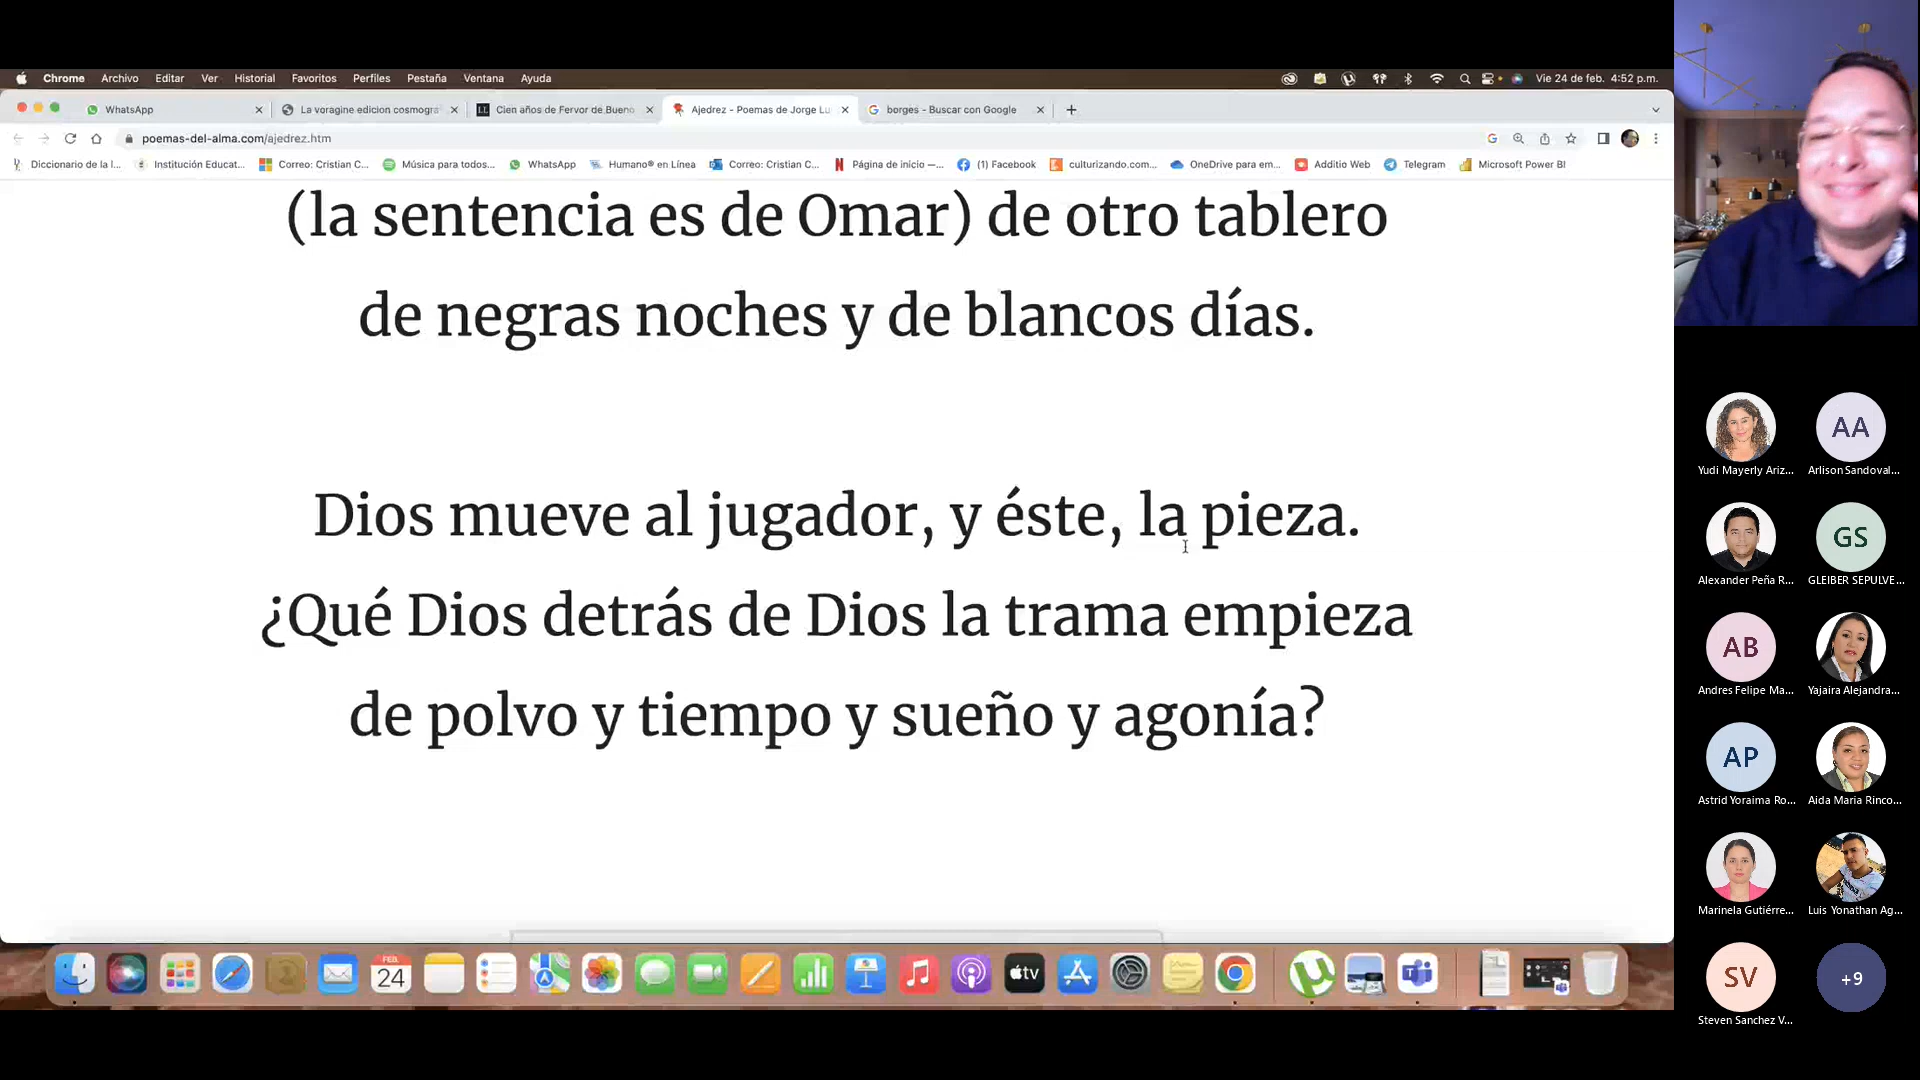 Chrome Archivo Editar Ver Historial Favoritos Perfiles Pestaña Ventana Ayuda Vie 24 de feb. 4:52 p.m.
WhatsApp La voragine edicion cosmogra Cien años de Fervor de Bueno Ajedrez - Poemas de Jorge Lu borges - Buscar con Google
poemas-del-alma.com/ajedrez.htm
Diccionario de la l... Institución Educat... Correo: Cristian C... Música para todos... WhatsApp Humano® en Línea Correo: Cristian C... Página de inicio —... (1) Facebook culturizando.com... OneDrive para em... Additio Web Telegram Microsoft Power BI
(la sentencia es de Omar) de otro tablero
de negras noches y de blancos días.
Dios mueve al jugador, y éste, la pieza.
¿Qué Dios detrás de Dios la trama empieza
de polvo y tiempo y sueño y agonía?
FEB.
24
tv
AA
Yudi Mayerly Ariz... Arlison Sandoval...
GS
Alexander Peña R... GLEIBER SEPULVE...
AB
Andres Felipe Ma... Yajaira Alejandra...
AP
Astrid Yoraima Ro... Aida Maria Rinco...
Marinela Gutiérre... Luis Yonathan Ag...
SV +9
Steven Sanchez V...